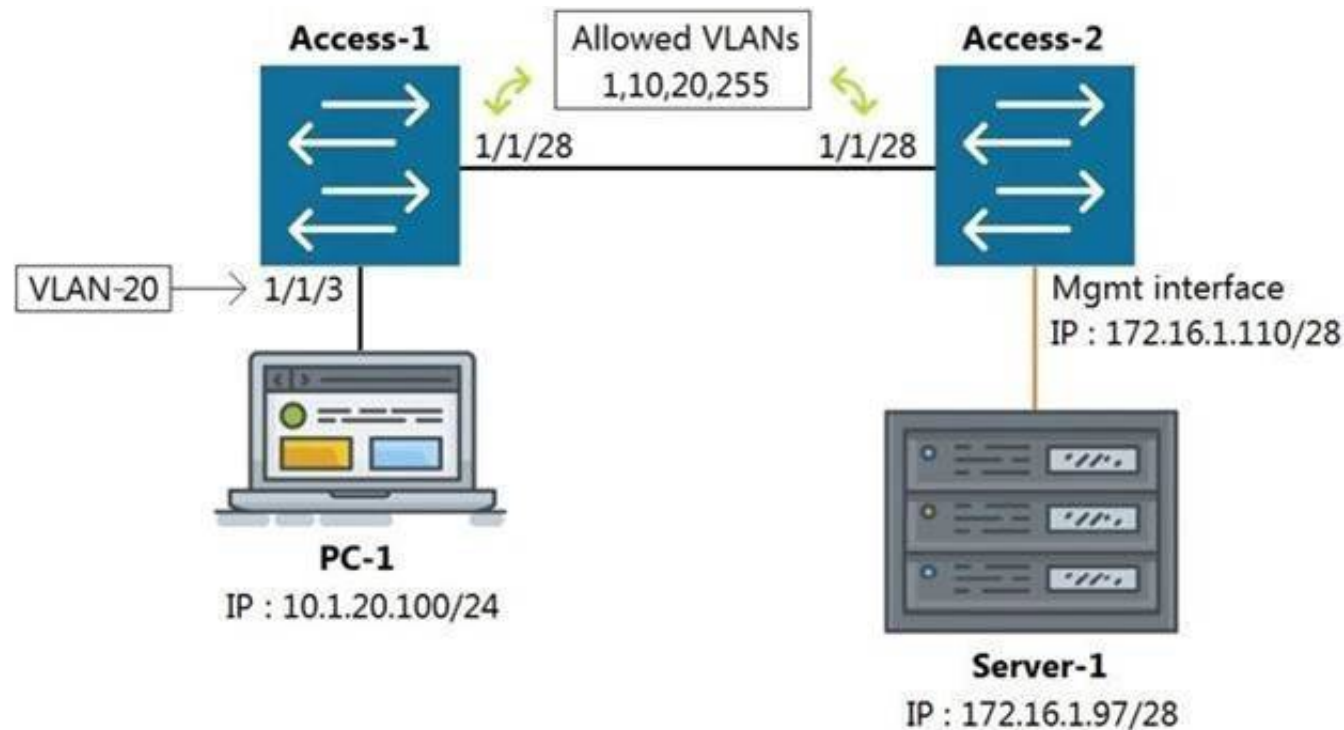 Access-1
Allowed VLANs
1,10,20,255
Access-2
1/1/28
1/1/28
VLAN-20
1/1/3
Mgmt interface
IP : 172.16.1.110/28
PC-1
IP : 10.1.20.100/24
Server-1
IP : 172.16.1.97/28